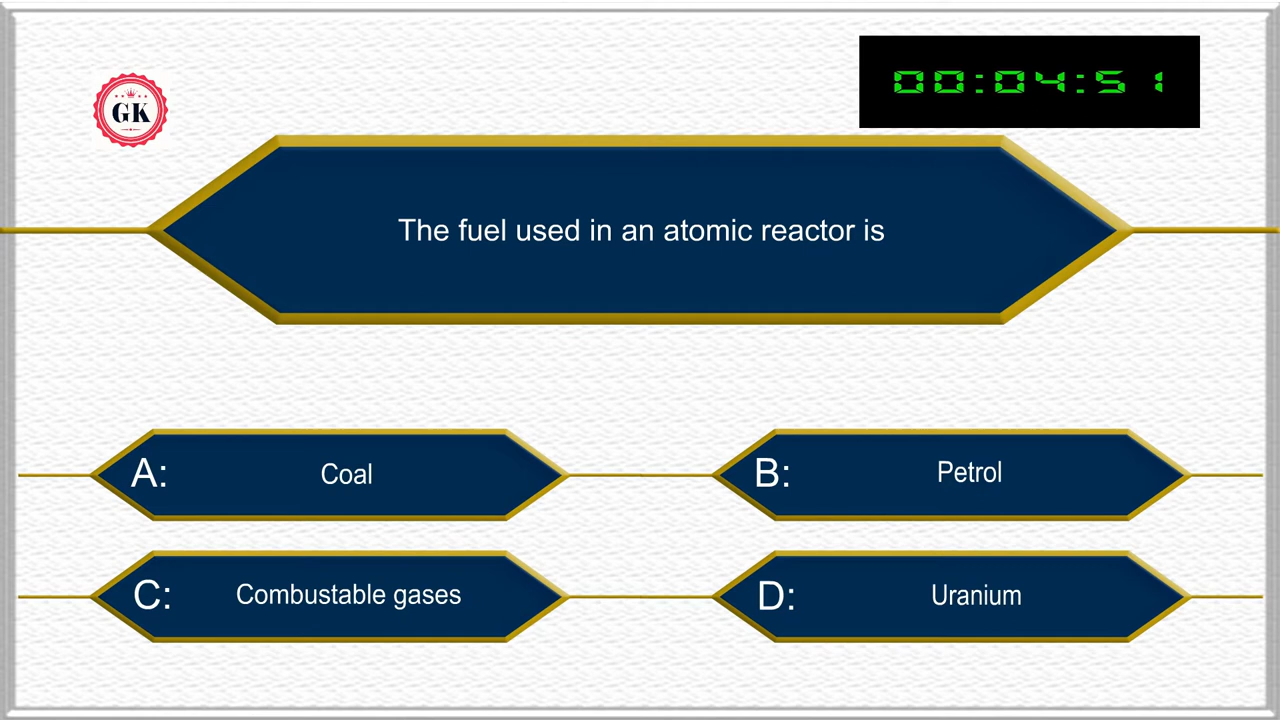 00:04:51
GK
The fuel used in an atomic reactor is
A: Coal
B: Petrol
C: Combustable gases
D: Uranium